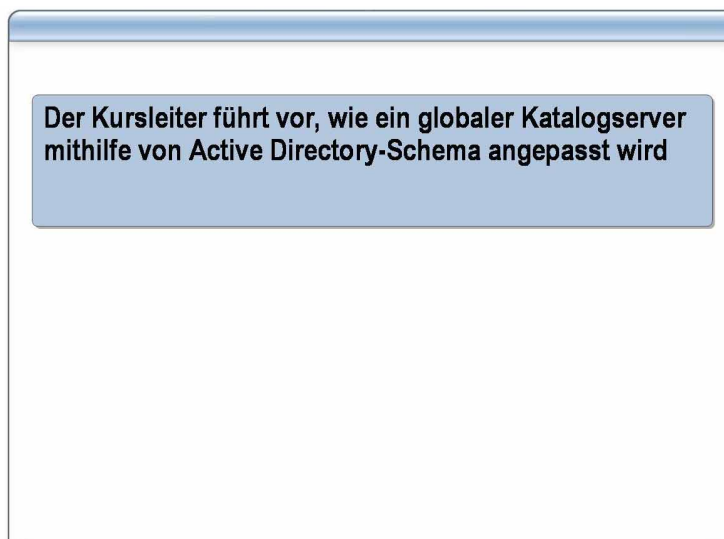 Der Kursleiter führt vor, wie ein globaler Katalogserver
mithilfe von Active Directory-Schema angepasst wird